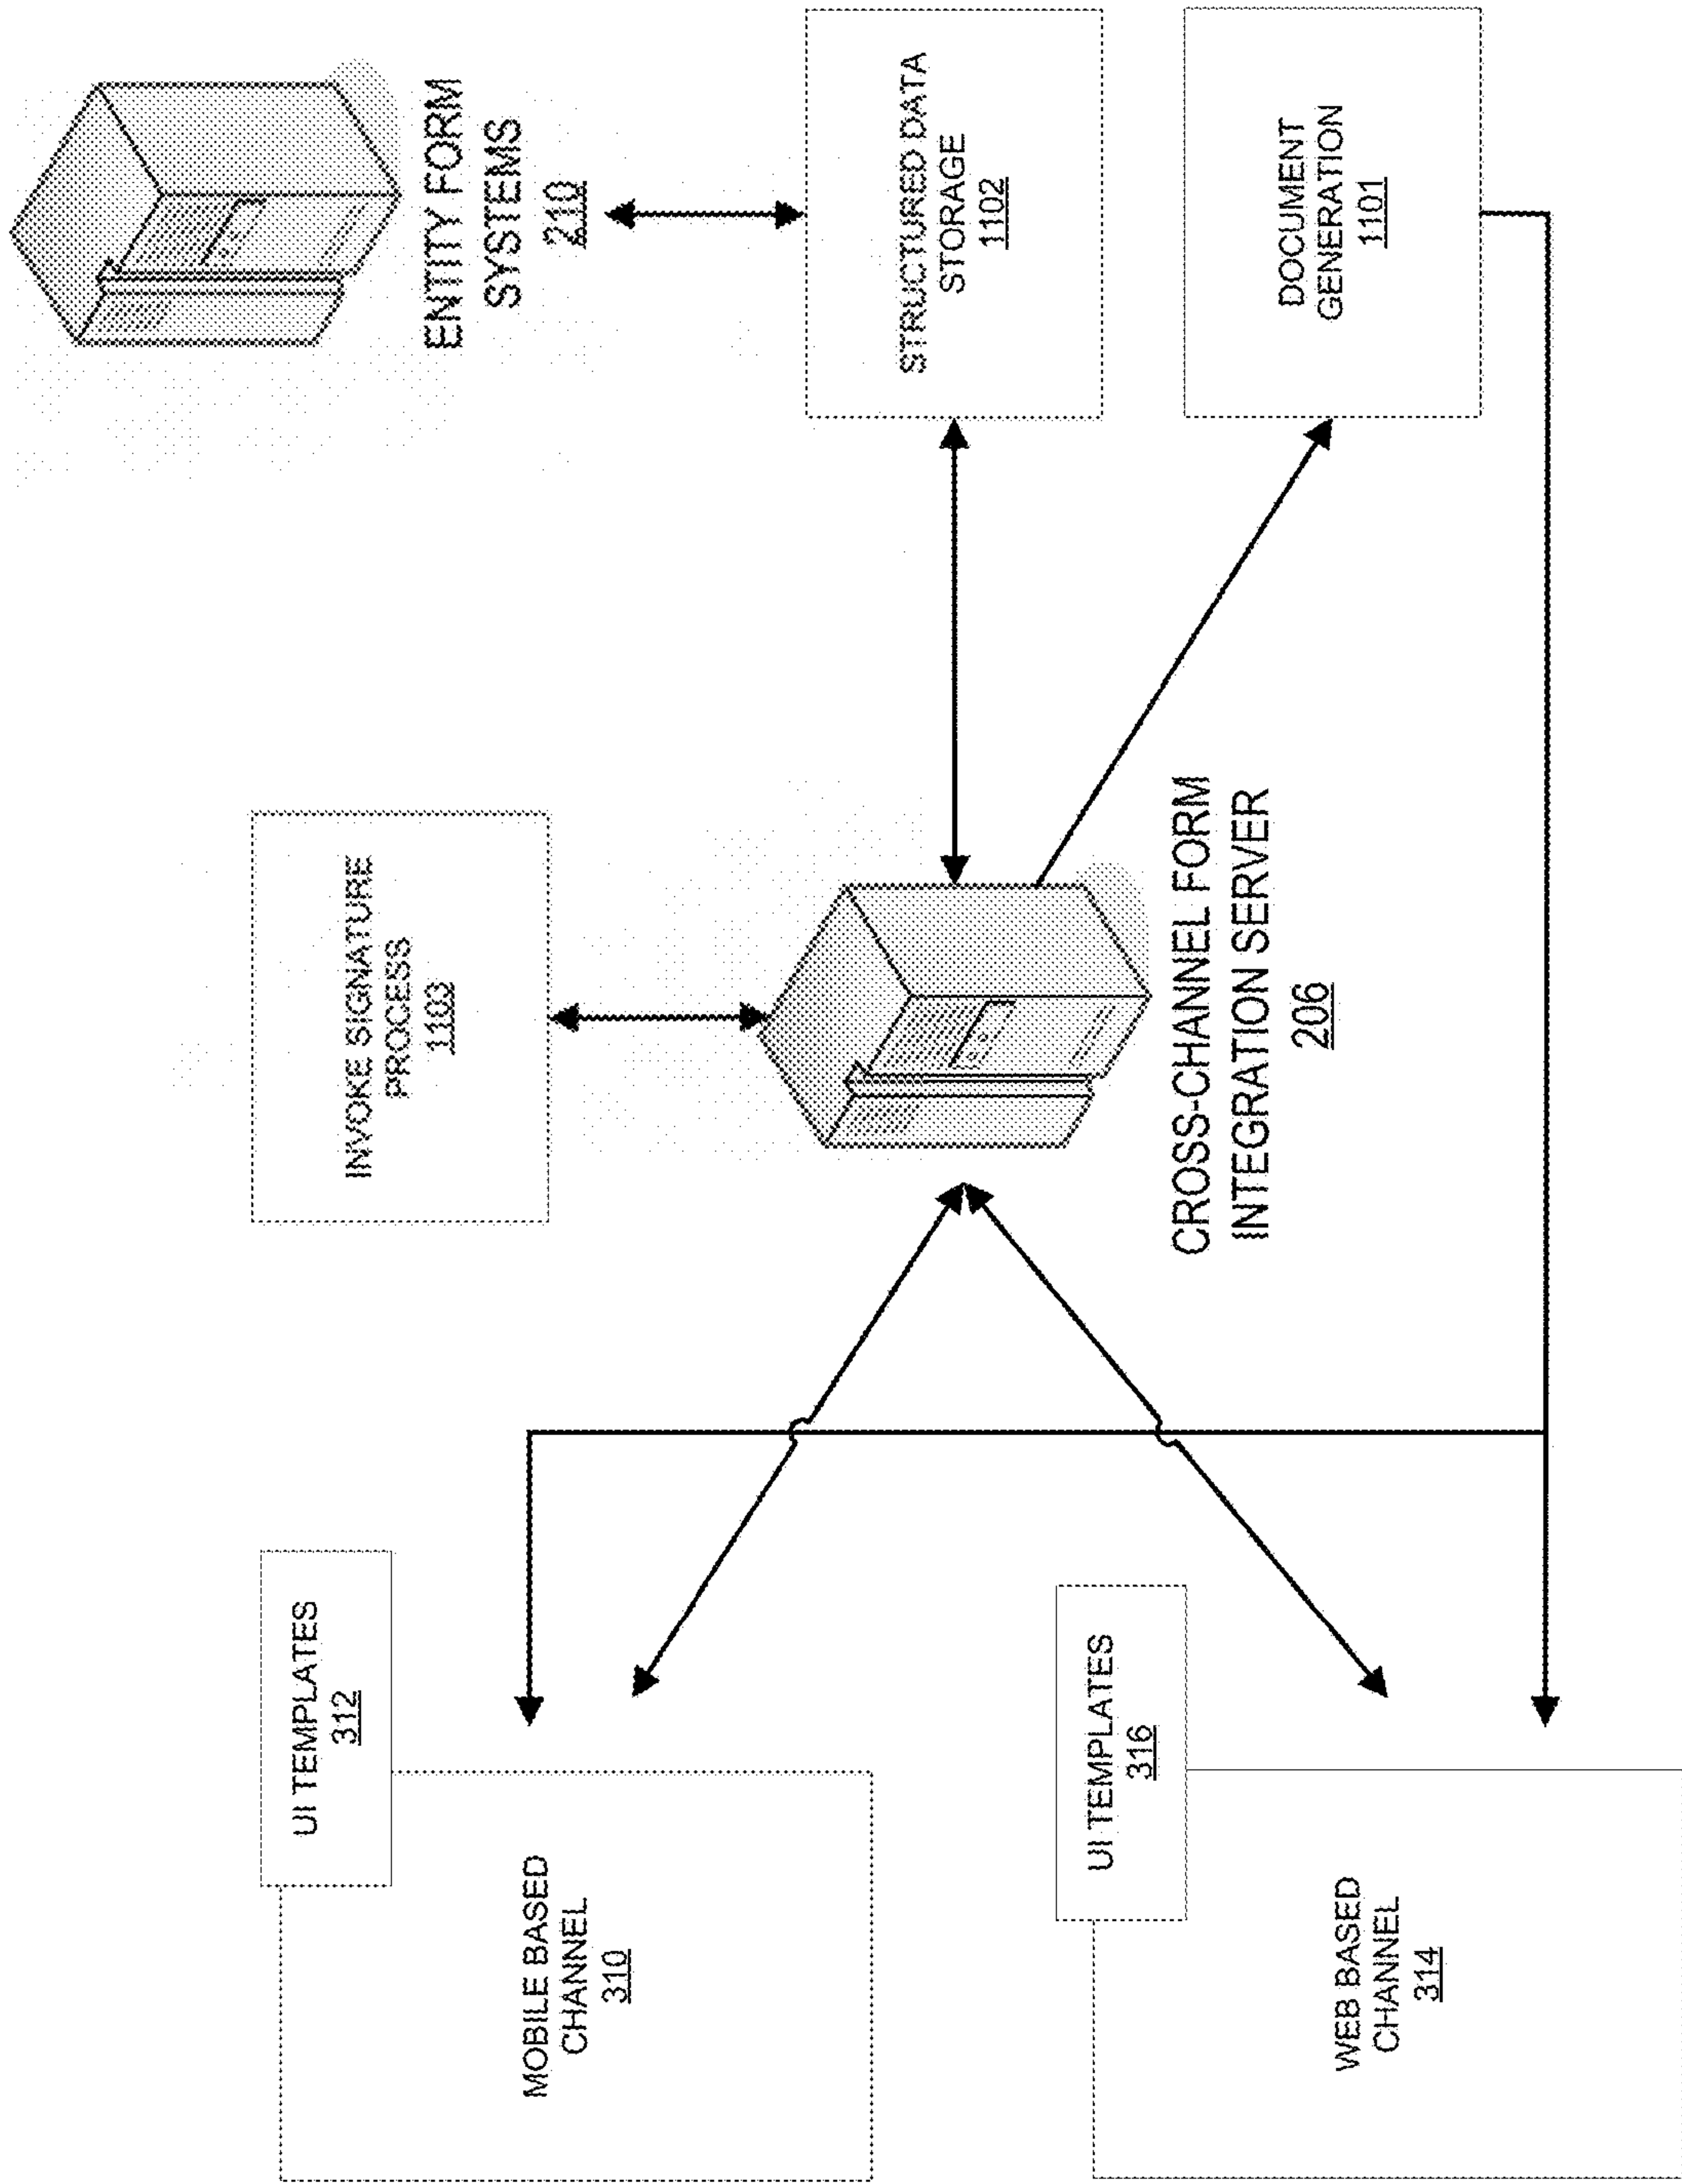 UI TEMPLATES
312
MOBILE BASED
CHANNEL
310
UI TEMPLATES
316
WEB BASED
CHANNEL
314
INVOKE SIGNATURE
PROCESS
1103
CROSS-CHANNEL FORM
INTEGRATION SERVER
206
ENTITY FORM
SYSTEMS
210
STRUCTURED DATA
STORAGE
1102
DOCUMENT
GENERATION
1101